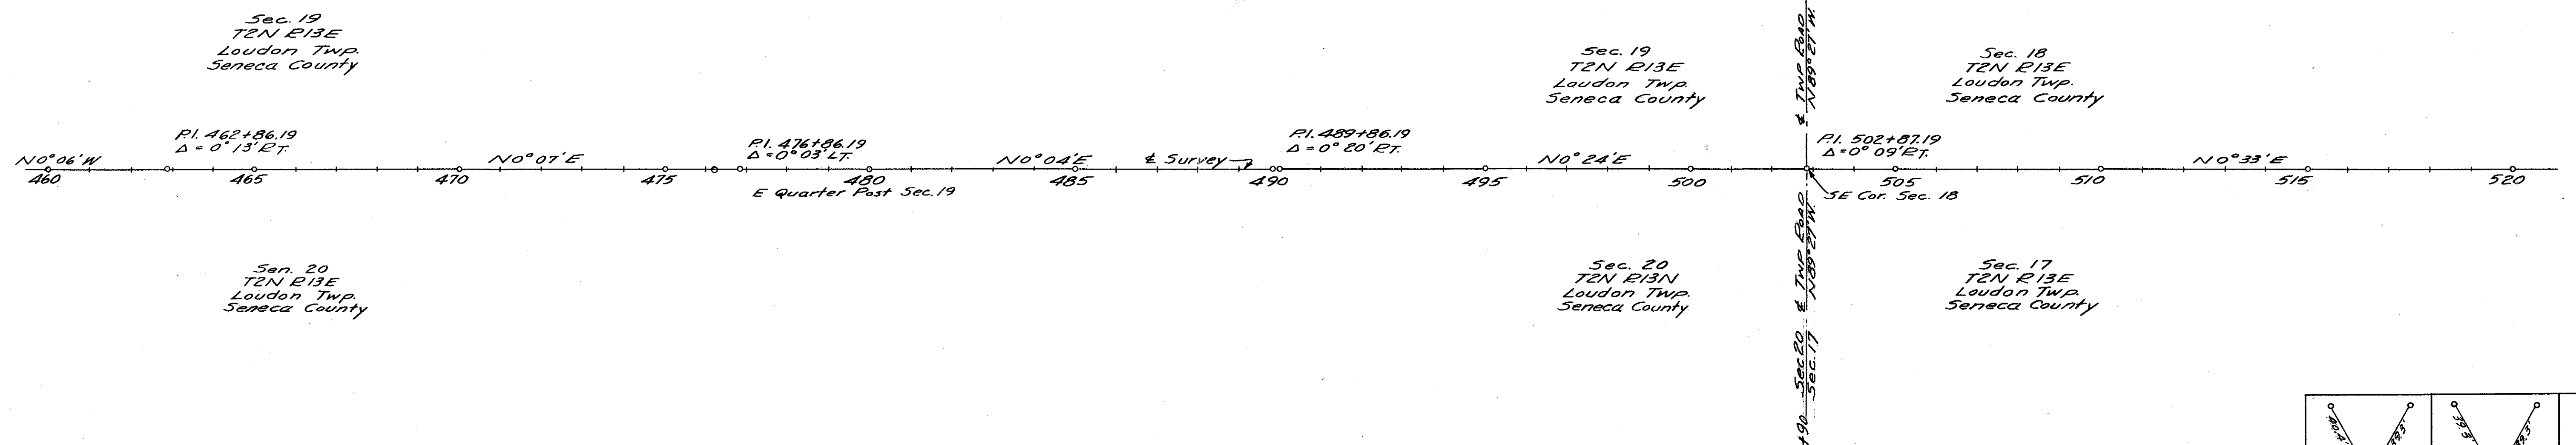 Sec. 19
T2N R13E
Loudon Twp.
Seneca County
Sec. 19
T2N R13E
Loudon Twp.
Seneca County
℄ TWP ROAD
N89°27'W.
Sec. 18
T2N R13E
Loudon Twp.
Seneca County
P.I. 462+86.19
Δ = 0° 13' RT.
P.I. 476+86.19
Δ = 0° 03' LT.
P.I. 489+86.19
Δ = 0° 20' RT.
P.I. 502+87.19
Δ = 0° 09' RT.
N0°06'W
N0°07'E
N0°04'E
℄ Survey
N0°24'E
N0°33'E
460
465
470
475
480
485
490
495
500
505
510
515
520
E Quarter Post Sec. 19
SE Cor. Sec. 18
Sen. 20
T2N R13E
Loudon Twp.
Seneca County
Sec. 20
T2N R13N
Loudon Twp.
Seneca County
℄ TWP ROAD
N89°27'W.
Sec 20
Sec. 17
+90
Sec. 17
T2N R13E
Loudon Twp.
Seneca County
40.4'
39.3'